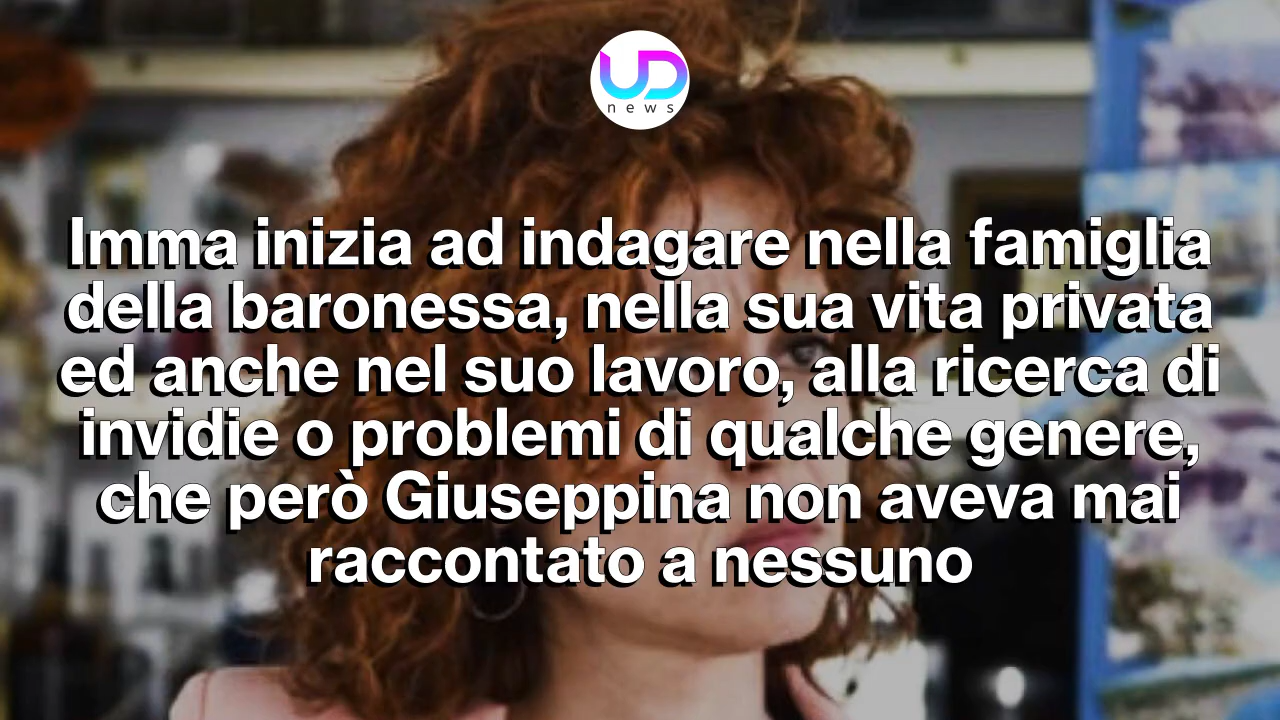 UD
news
Imma inizia ad indagare nella famiglia
della baronessa, nella sua vita privata
ed anche nel suo lavoro, alla ricerca di
invidie o problemi di qualche genere,
che però Giuseppina non aveva mai
raccontato a nessuno